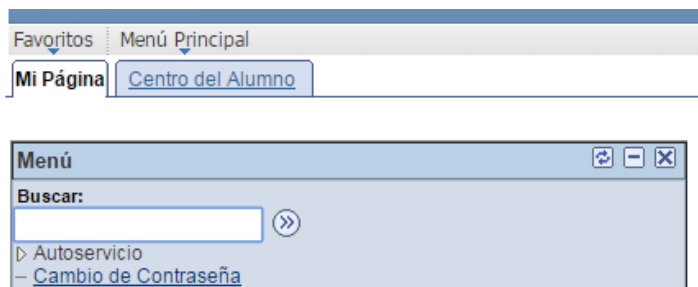 Favoritos Menú Principal
Mi Página Centro del Alumno
Menú
Buscar:
Autoservicio
– Cambio de Contraseña